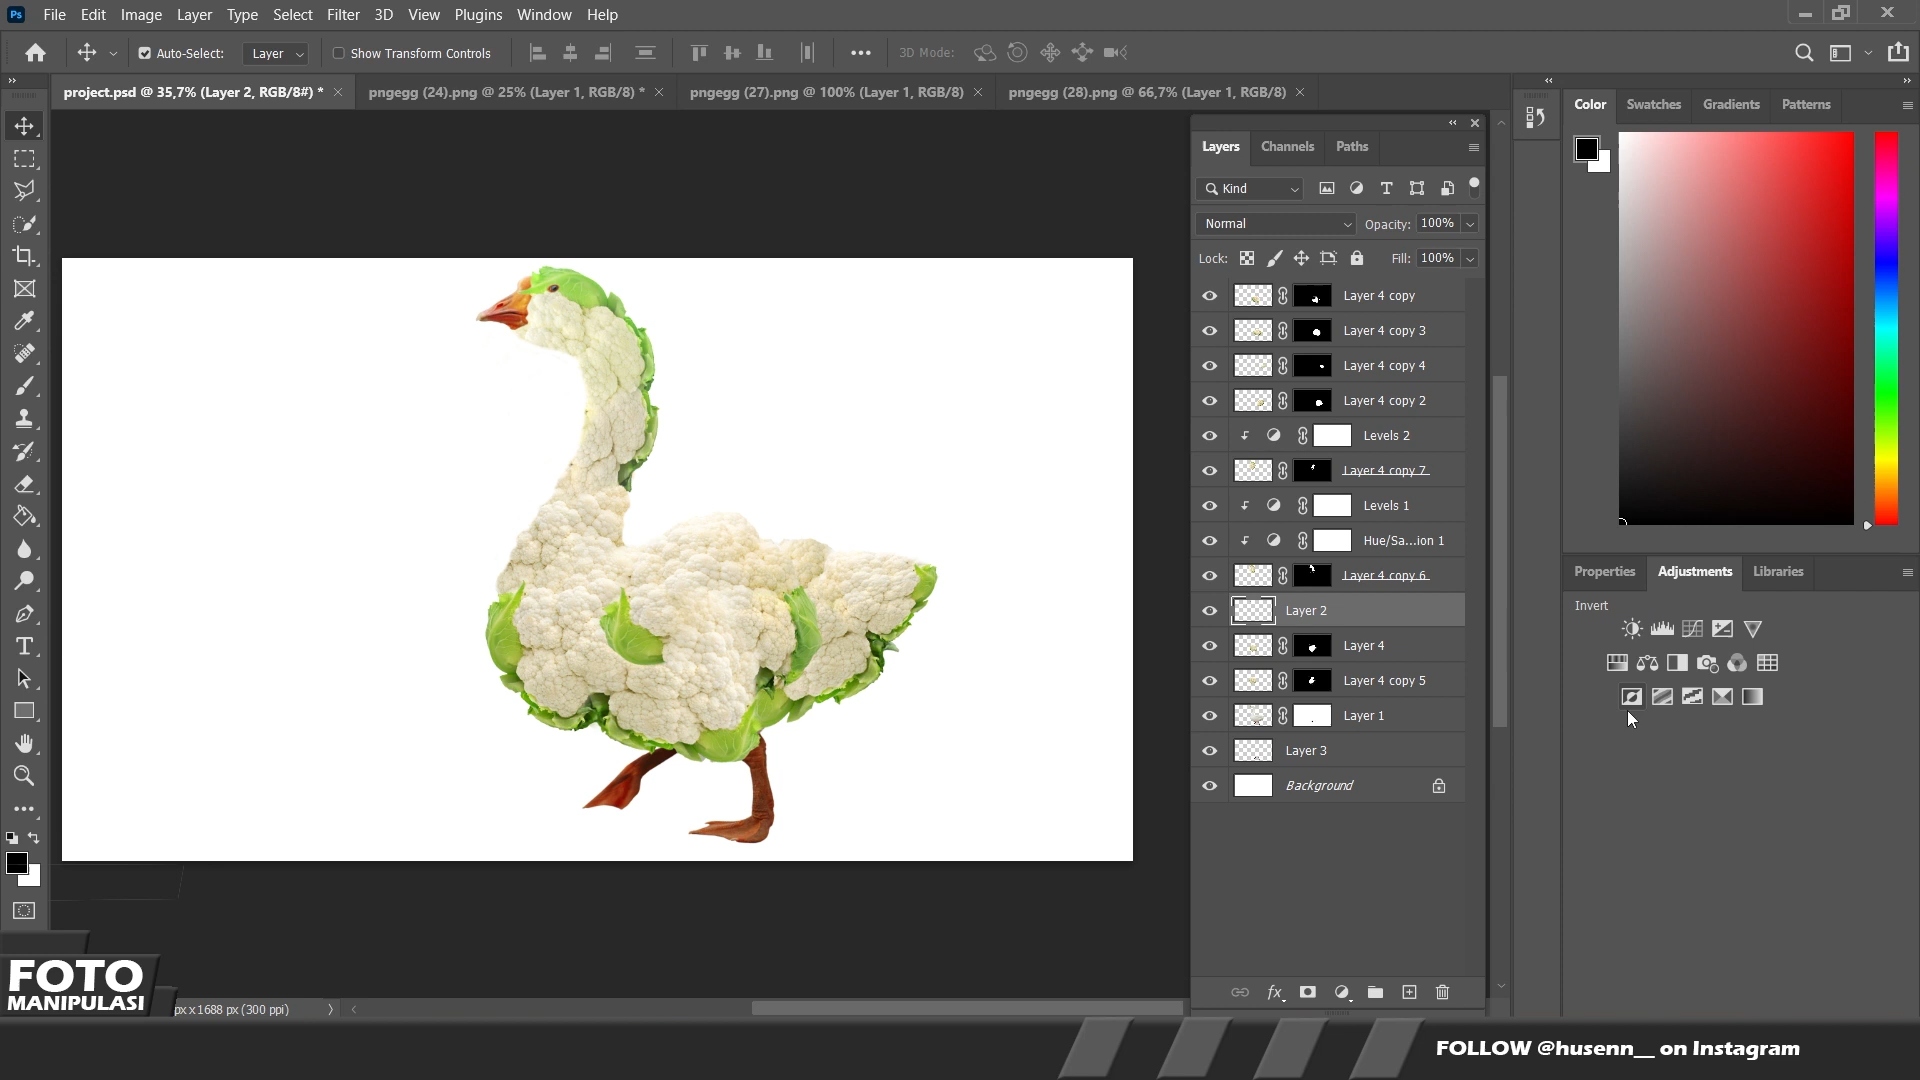 Ps File Edit Image Layer Type Select Filter 3D View Plugins Window Help
Auto-Select: Layer Show Transform Controls 3D Mode:
project.psd @ 35,7% (Layer 2, RGB/8#) * pngegg (24).png @ 25% (Layer 1, RGB/8) * pngegg (27).png @ 100% (Layer 1, RGB/8) pngegg (28).png @ 66,7% (Layer 1, RGB/8)
Layers Channels Paths
Kind
Normal Opacity: 100%
Lock: Fill: 100%
Layer 4 copy
Layer 4 copy 3
Layer 4 copy 4
Layer 4 copy 2
Levels 2
Layer 4 copy 7
Levels 1
Hue/Sa...ion 1
Layer 4 copy 6
Layer 2
Layer 4
Layer 4 copy 5
Layer 1
Layer 3
Background
fx
Color Swatches Gradients Patterns
Properties Adjustments Libraries
Invert
px x 1688 px (300 ppi)
FOTO
MANIPULASI
FOLLOW @husenn__ on Instagram